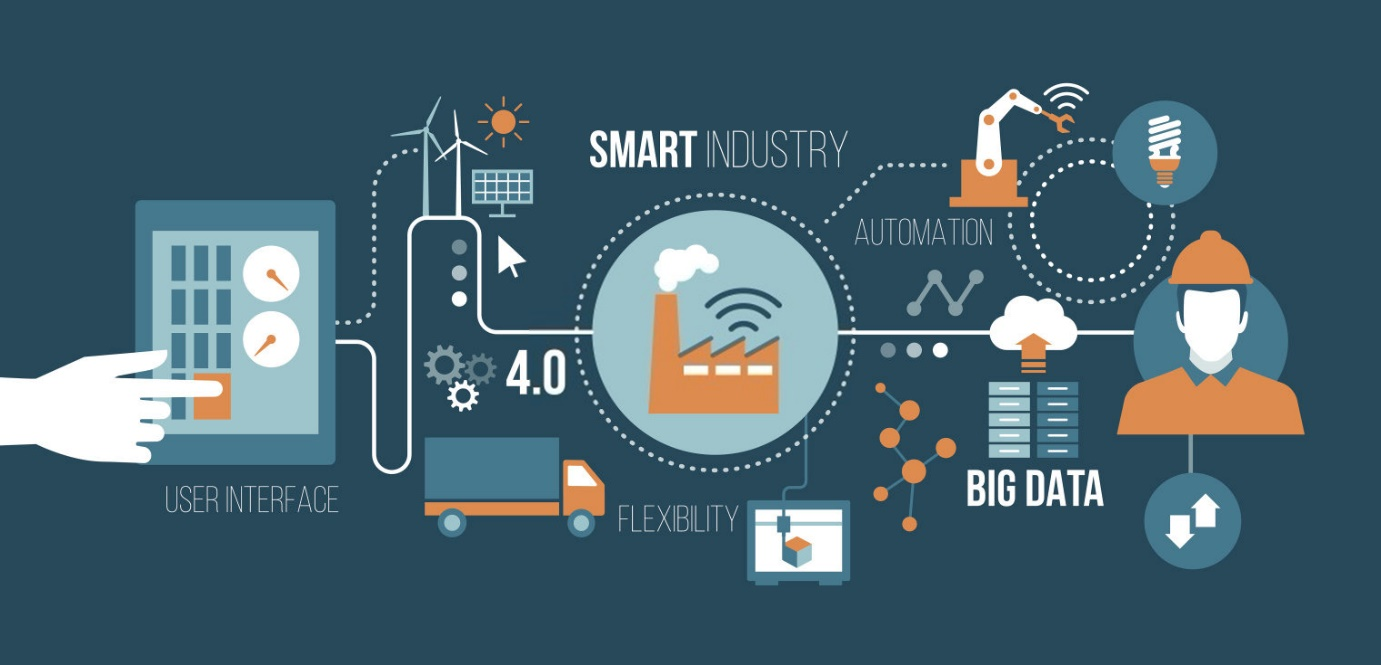 SMART INDUSTRY
AUTOMATION
4.0
USER INTERFACE
FLEXIBILITY
BIG DATA